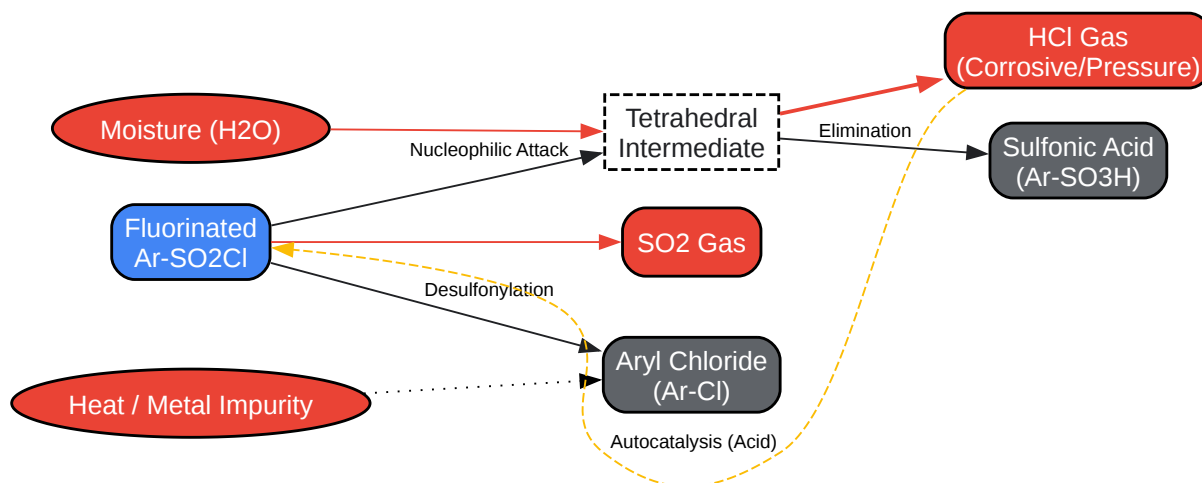 HCl Gas
(Corrosive/Pressure)
Moisture (H2O)
Tetrahedral
Intermediate
Elimination
Nucleophilic Attack
Sulfonic Acid
(Ar-SO3H)
Fluorinated
Ar-SO2Cl
SO2 Gas
Desulfonylation
Aryl Chloride
(Ar-Cl)
Heat / Metal Impurity
Autocatalysis (Acid)